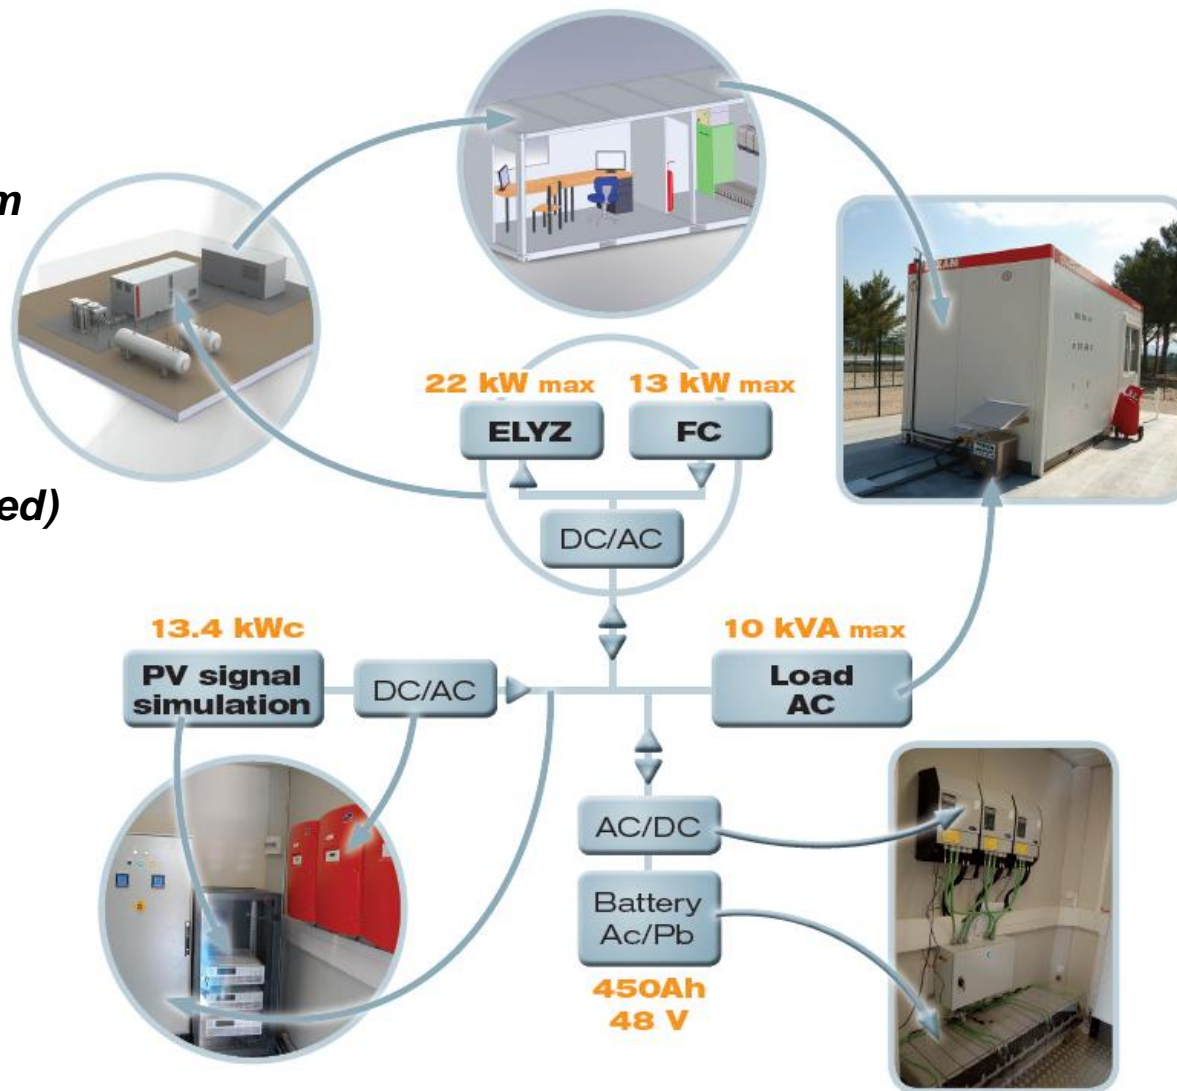 m
ed)
22 kW max
13 kW max
ELYZ
FC
DC/AC
13.4 kWc
10 kVA max
PV signal
simulation
DC/AC
Load
AC
AC/DC
Battery
Ac/Pb
450Ah
48 V